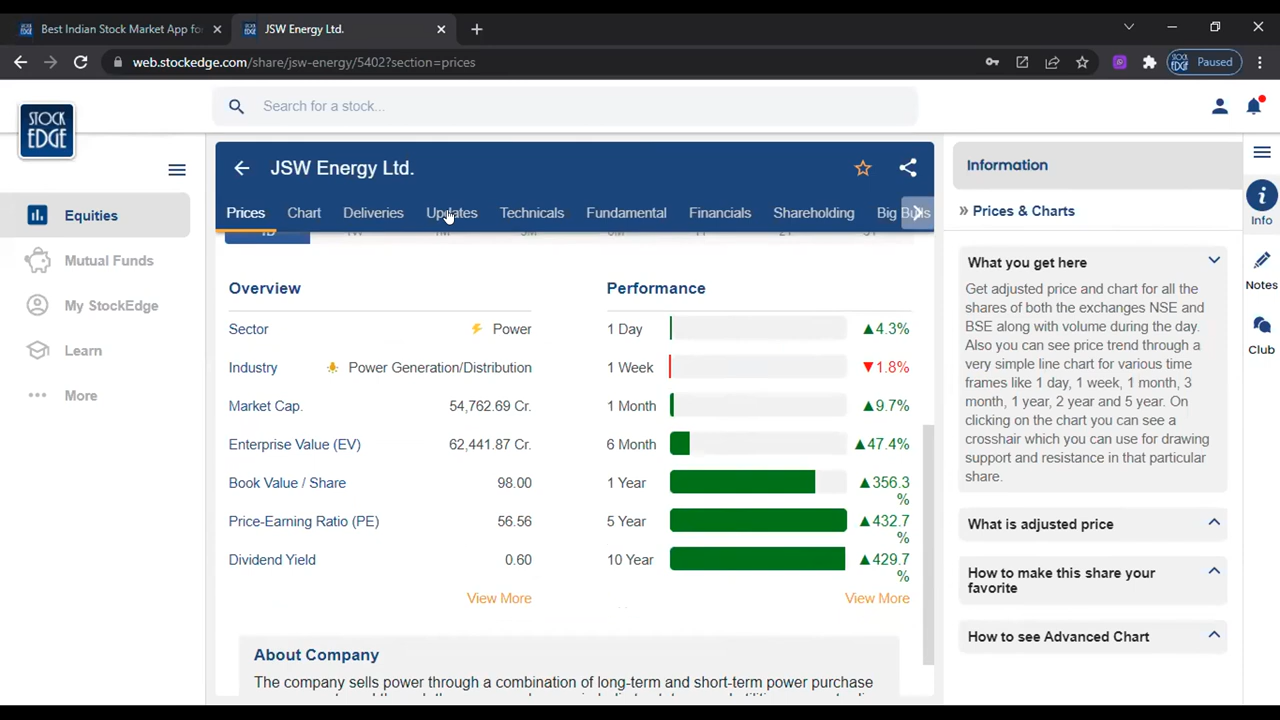 Best Indian Stock Market App for
JSW Energy Ltd.
web.stockedge.com/share/jsw-energy/5402?section=prices
STOCK EDGE
Paused
STOCK
EDGE
Search for a stock...
Equities
Mutual Funds
My StockEdge
Learn
More
JSW Energy Ltd.
Prices
Chart
Deliveries
Updates
Technicals
Fundamental
Financials
Shareholding
Big Bulls
Overview
Sector Power
Industry Power Generation/Distribution
Market Cap. 54,762.69 Cr.
Enterprise Value (EV) 62,441.87 Cr.
Book Value / Share 98.00
Price-Earning Ratio (PE) 56.56
Dividend Yield 0.60
View More
Performance
1 Day ▲4.3%
1 Week ▼1.8%
1 Month ▲9.7%
6 Month ▲47.4%
1 Year ▲356.3
%
5 Year ▲432.7
%
10 Year ▲429.7
%
View More
About Company
The company sells power through a combination of long-term and short-term power purchase
Information
» Prices & Charts
What you get here
Get adjusted price and chart for all the
shares of both the exchanges NSE and
BSE along with volume during the day.
Also you can see price trend through a
very simple line chart for various time
frames like 1 day, 1 week, 1 month, 3
month, 1 year, 2 year and 5 year. On
clicking on the chart you can see a
crosshair which you can use for drawing
support and resistance in that particular
share.
What is adjusted price
How to make this share your
favorite
How to see Advanced Chart
Info
Notes
Club